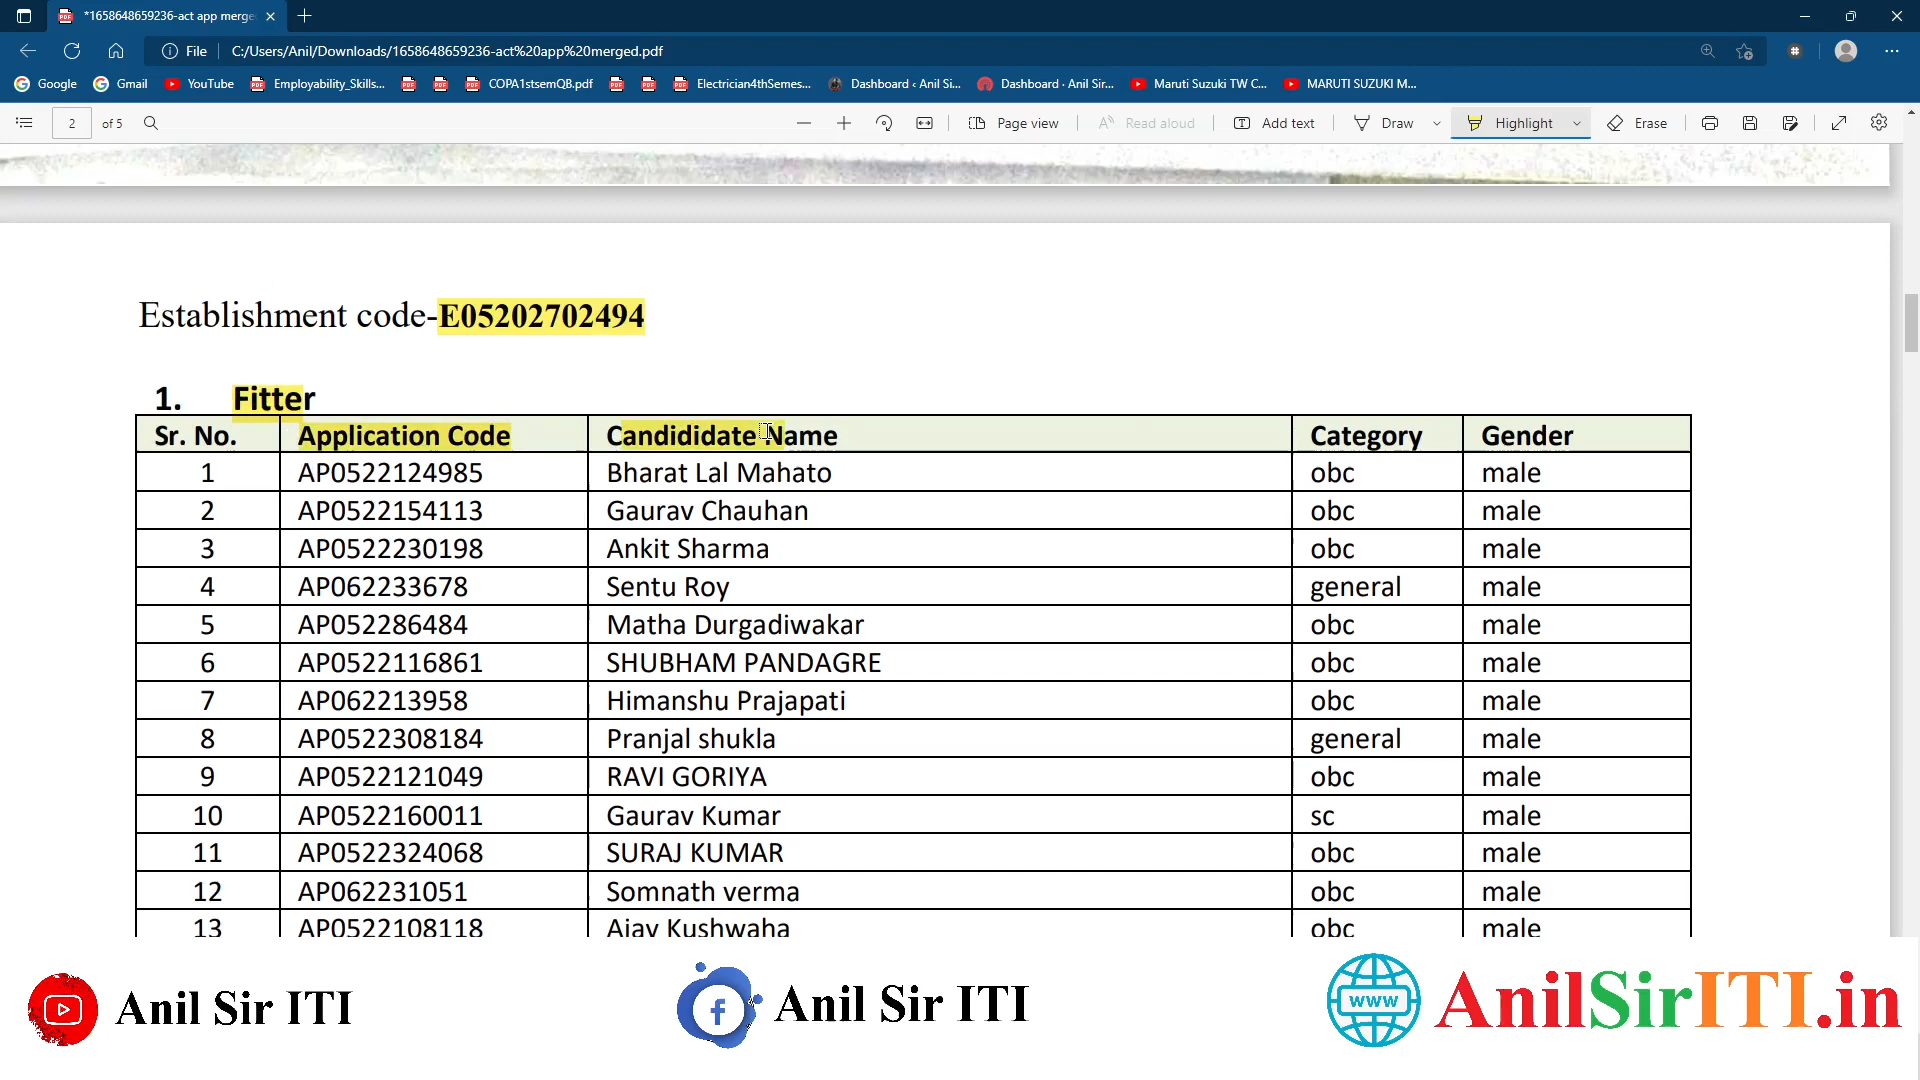 *1658648659236-act app merge
File C:/Users/Anil/Downloads/1658648659236-act%20app%20merged.pdf
Google Gmail YouTube Employability_Skills... COPA1stsemQB.pdf Electrician4thSemes... Dashboard ‹ Anil Si... Dashboard · Anil Sir... Maruti Suzuki TW C... MARUTI SUZUKI M...
2 of 5 Page view Read aloud Add text Draw Highlight Erase
Establishment code-E05202702494
1. Fitter
Sr. No. Application Code Candididate Name Category Gender
1 AP0522124985 Bharat Lal Mahato obc male
2 AP0522154113 Gaurav Chauhan obc male
3 AP0522230198 Ankit Sharma obc male
4 AP062233678 Sentu Roy general male
5 AP052286484 Matha Durgadiwakar obc male
6 AP0522116861 SHUBHAM PANDAGRE obc male
7 AP062213958 Himanshu Prajapati obc male
8 AP0522308184 Pranjal shukla general male
9 AP0522121049 RAVI GORIYA obc male
10 AP0522160011 Gaurav Kumar sc male
11 AP0522324068 SURAJ KUMAR obc male
12 AP062231051 Somnath verma obc male
13 AP0522108118 Ajay Kushwaha obc male
Anil Sir ITI
Anil Sir ITI
www AnilSirITI.in